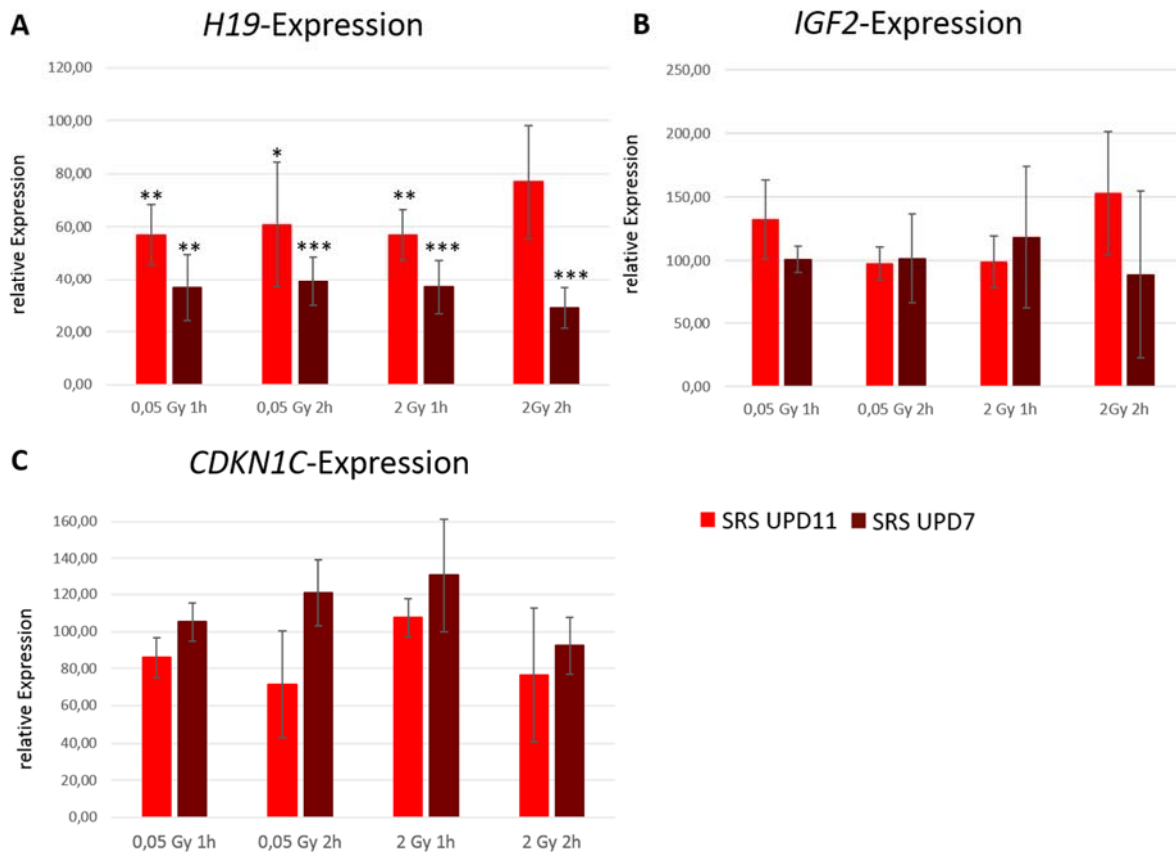 A
H19-Expression
relative Expression
120,00
100,00
80,00
60,00
40,00
20,00
0,00
**
**
*
***
**
***
***
0,05 Gy 1h
0,05 Gy 2h
2 Gy 1h
2Gy 2h
B
IGF2-Expression
relative Expression
250,00
200,00
150,00
100,00
50,00
0,00
0,05 Gy 1h
0,05 Gy 2h
2 Gy 1h
2Gy 2h
C
CDKN1C-Expression
relative Expression
160,00
140,00
120,00
100,00
80,00
60,00
40,00
20,00
0,00
0,05 Gy 1h
0,05 Gy 2h
2 Gy 1h
2 Gy 2h
SRS UPD11 SRS UPD7